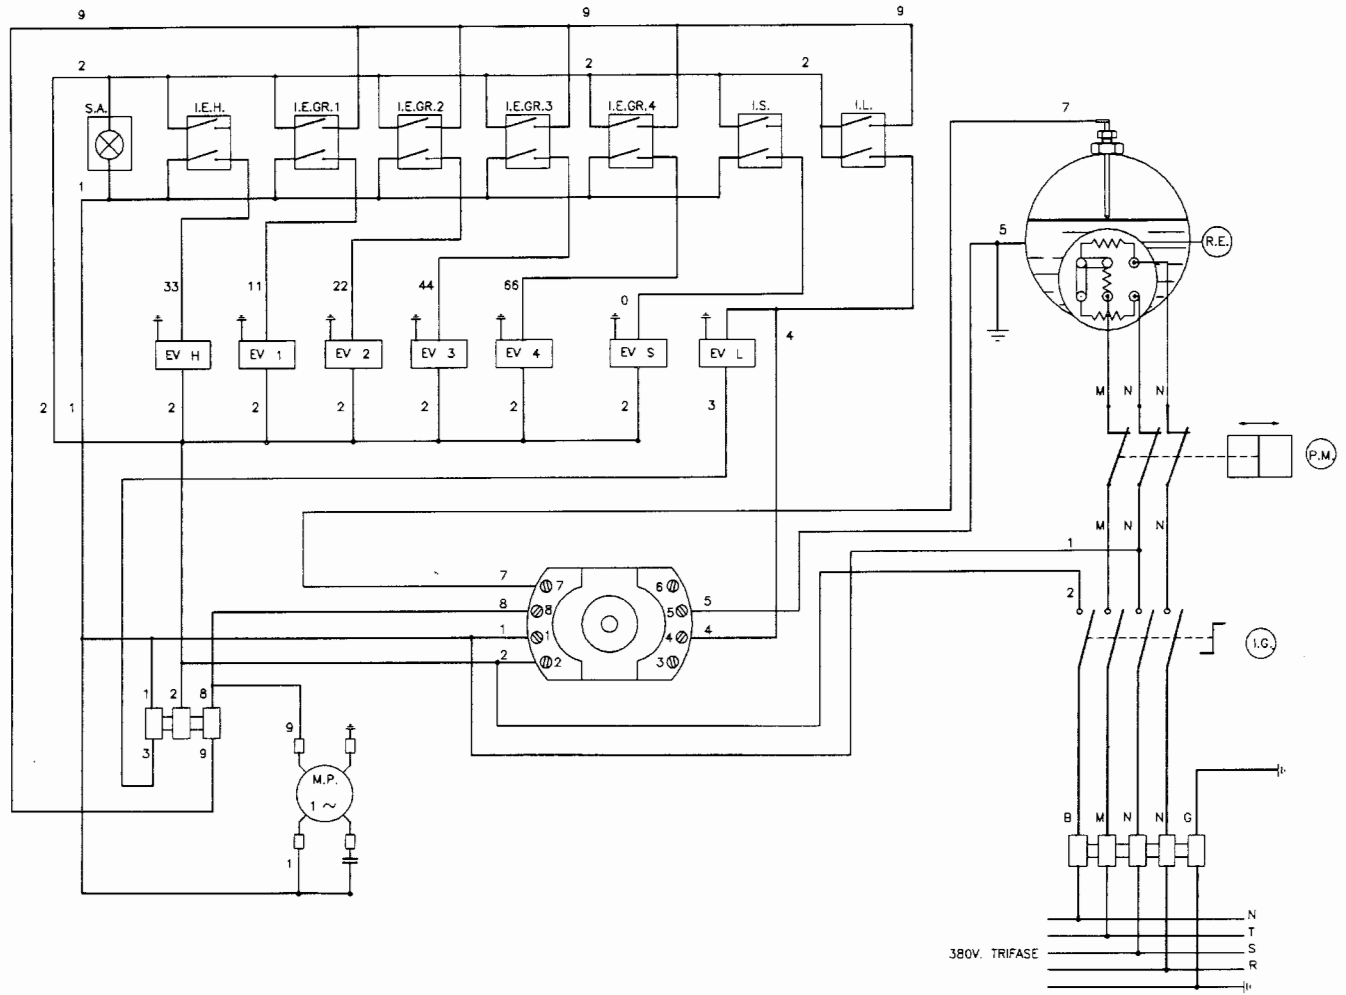 9 9 9
2 2 2
S.A. I.E.H. I.E.GR.1 I.E.GR.2 I.E.GR.3 I.E.GR.4 I.S. I.L. 7
1
5 R.E.
33 11 22 44 66 0
4
EV H EV 1 EV 2 EV 3 EV 4 EV S EV L
M N N
2 1 2 2 2 2 2 2 3
P.M.
M N N
1
7 7 6
2
8 8 5 5
1 1 4 4
I.G.
2 2 3
1 2 8
9
3 9
M.P.
1 ~
B M N N G
1
N
T
380V. TRIFASE S
R